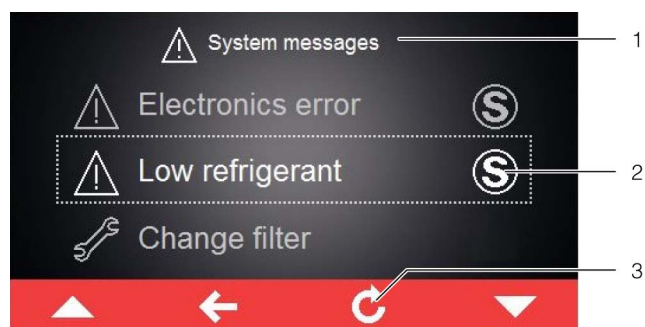 System messages
1
Electronics error
S
Low refrigerant
S
2
Change filter
3